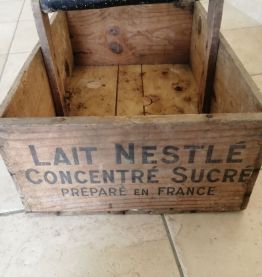 LAIT NESTLÉ
CONCENTRÉ SUCRÉ
PRÉPARÉ EN FRANCE